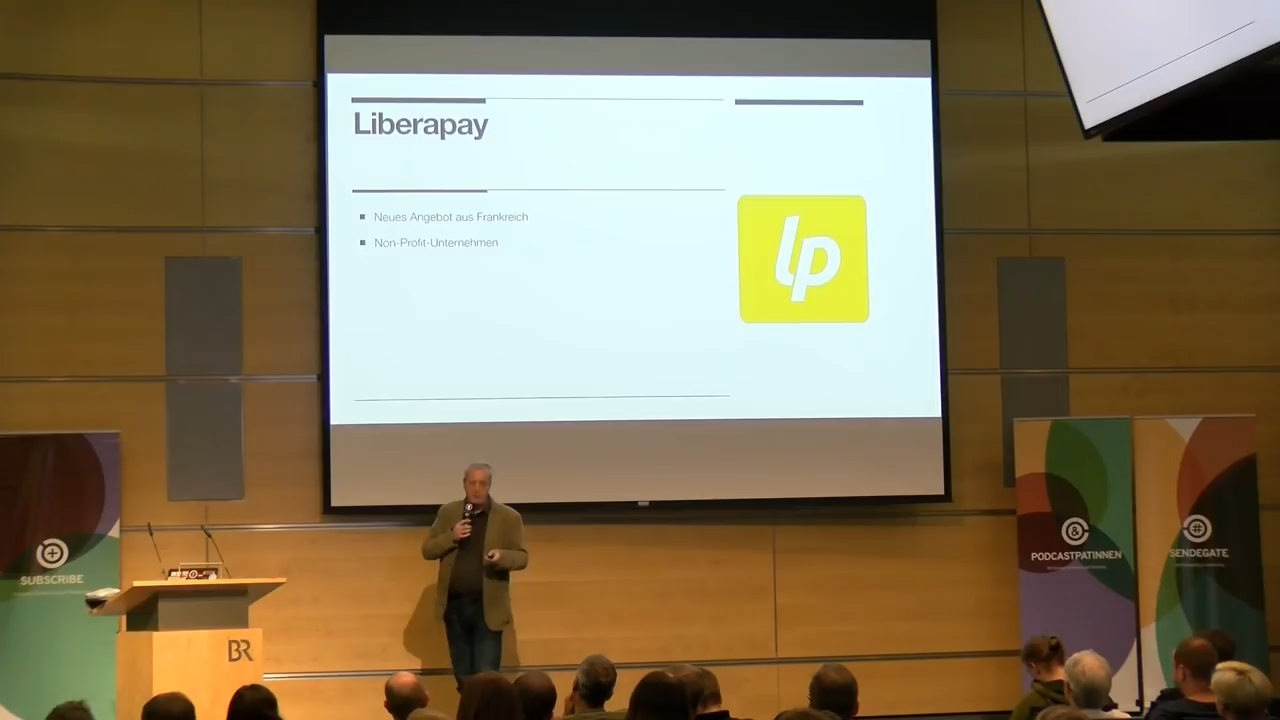 Liberapay
Neues Angebot aus Frankreich
Non-Profit-Unternehmen
lp
SUBSCRIBE
BR
&
PODCASTPATINNEN
#
SENDEGATE